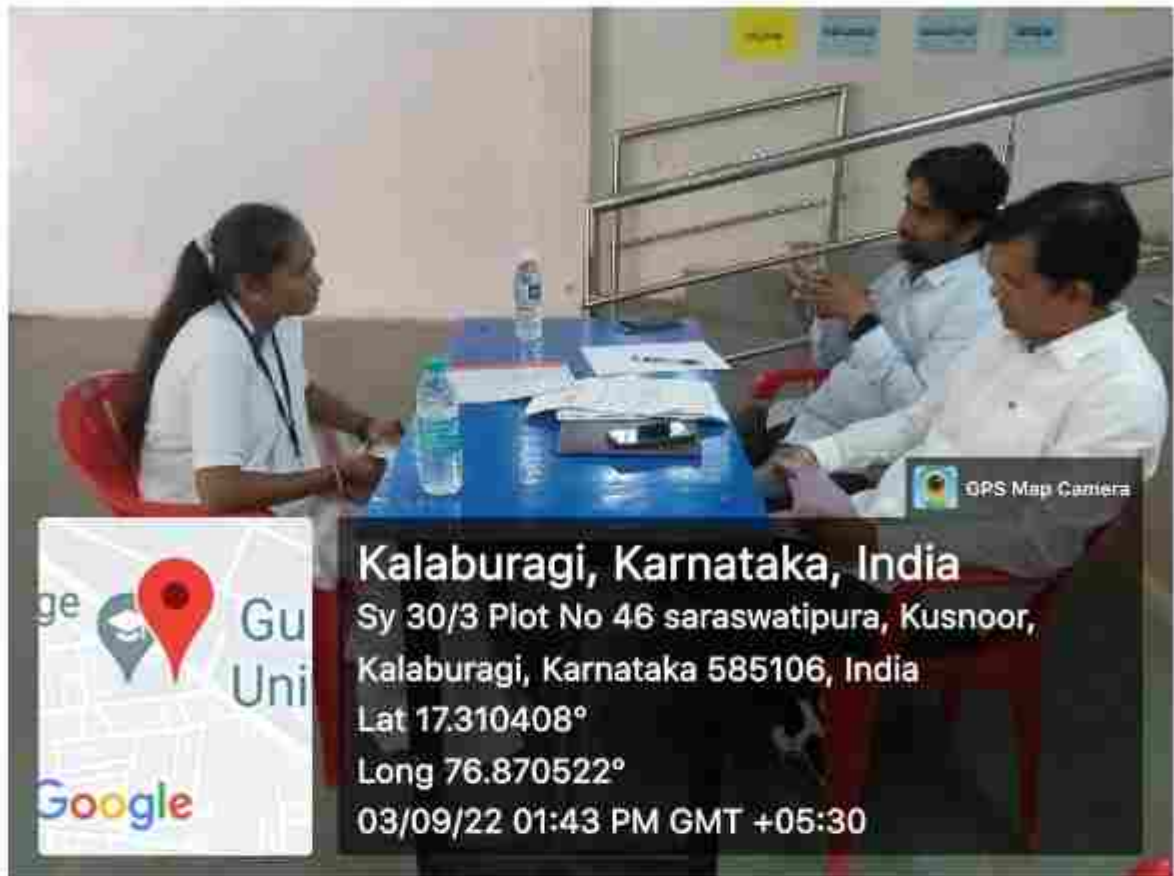 GPS Map Camera
ge
Gu
Uni
Google
Kalaburagi, Karnataka, India
Sy 30/3 Plot No 46 saraswatipura, Kusnoor,
Kalaburagi, Karnataka 585106, India
Lat 17.310408°
Long 76.870522°
03/09/22 01:43 PM GMT +05:30